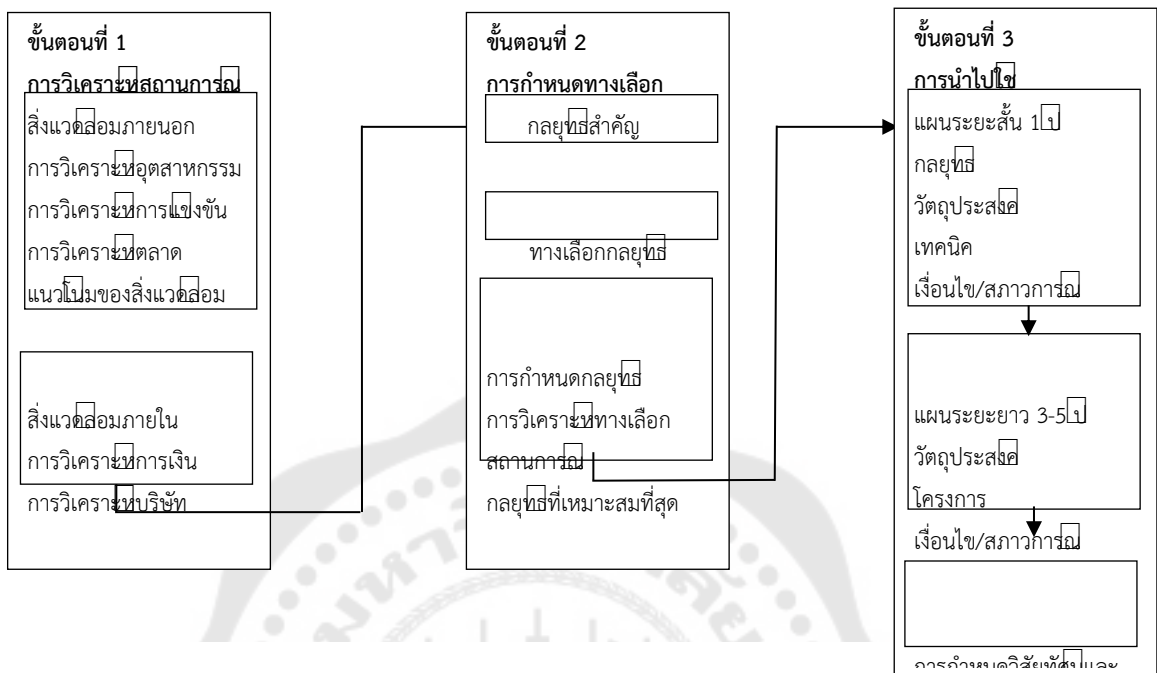 ขั้นตอนที่ 1
การวิเคราะหสถานการณ
สิ่งแวดลอมภายนอก
การวิเคราะหอุตสาหกรรม
การวิเคราะหการแขงขัน
การวิเคราะหตลาด
แนวโนมของสิ่งแวดลอม
สิ่งแวดลอมภายใน
การวิเคราะหการเงิน
การวิเคราะหบริษัท
ขั้นตอนที่ 2
การกำหนดทางเลือก
กลยุทธสำคัญ
ทางเลือกกลยุทธ
การกำหนดกลยุทธ
การวิเคราะหทางเลือก
สถานการณ
กลยุทธที่เหมาะสมที่สุด
ขั้นตอนที่ 3
การนำไปใช
แผนระยะสั้น 1 ป
กลยุทธ
วัตถุประสงค
เทคนิค
เงื่อนไข/สภาวการณ
แผนระยะยาว 3-5 ป
วัตถุประสงค
โครงการ
เงื่อนไข/สภาวการณ
การกำหนดวิสัยทัศนและ